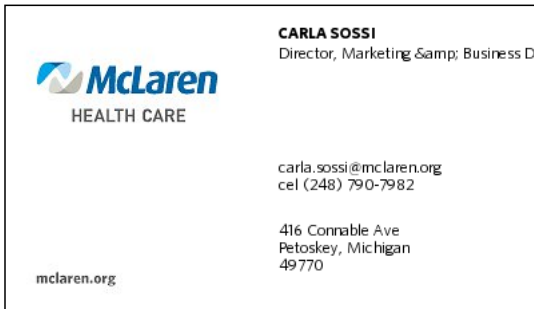 CARLA SOSSI
Director, Marketing &amp; Business D
McLaren
HEALTH CARE
carla.sossi@mclaren.org
cel (248) 790-7982
416 Connable Ave
Petoskey, Michigan
49770
mclaren.org